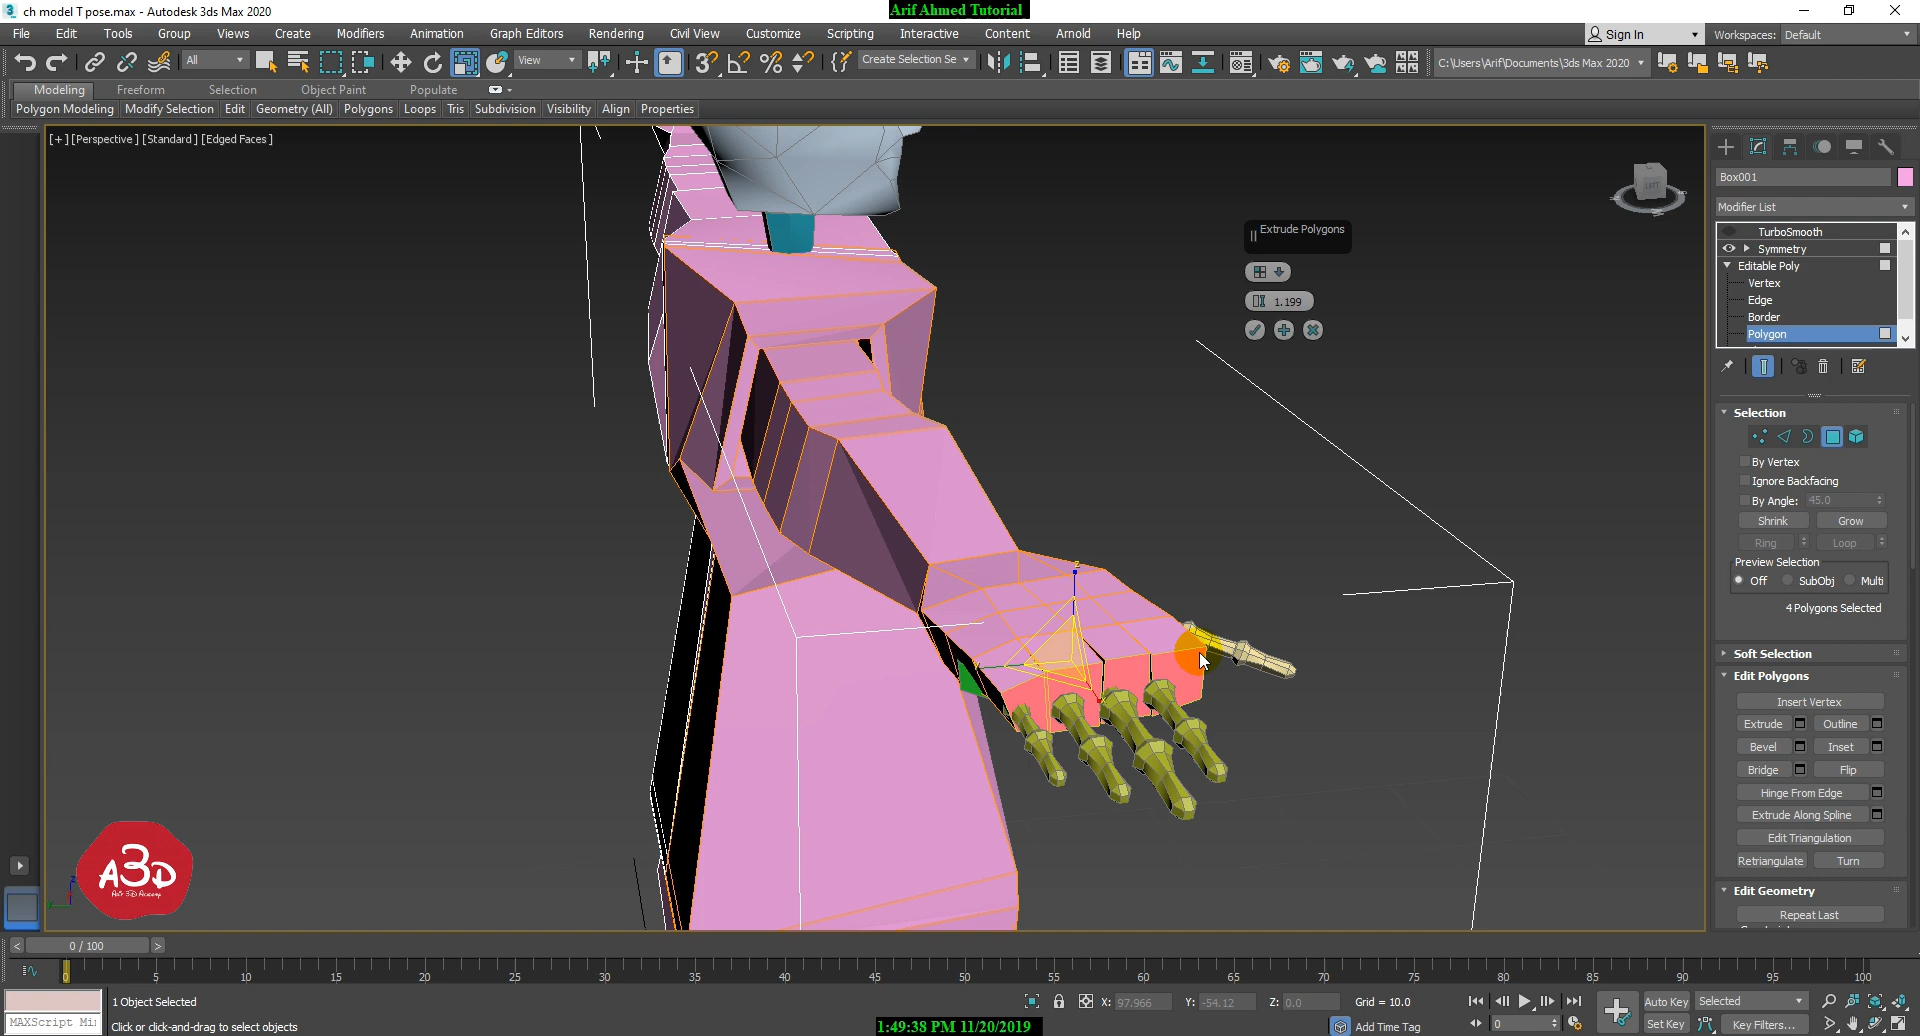 ch model T pose.max - Autodesk 3ds Max 2020
Arif Ahmed Tutorial
File Edit Tools Group Views Create Modifiers Animation Graph Editors Rendering Civil View Customize Scripting Interactive Content Arnold Help
Sign In Workspaces: Default
All View Create Selection Se C:\Users\Arif\Documents\3ds Max 2020
Modeling Freeform Selection Object Paint Populate
Polygon Modeling Modify Selection Edit Geometry (All) Polygons Loops Tris Subdivision Visibility Align Properties
[+] [Perspective] [Standard] [Edged Faces]
Extrude Polygons
1.199
LEFT
Box001
Modifier List
TurboSmooth
Symmetry
Editable Poly
Vertex
Edge
Border
Polygon
Selection
By Vertex
Ignore Backfacing
By Angle: 45.0
Shrink Grow
Ring Loop
Preview Selection
Off SubObj Multi
4 Polygons Selected
Soft Selection
Edit Polygons
Insert Vertex
Extrude Outline
Bevel Inset
Bridge Flip
Hinge From Edge
Extrude Along Spline
Edit Triangulation
Retriangulate Turn
Edit Geometry
Repeat Last
A3D
Arif 3D Academy
0 / 100
0 5 10 15 20 25 30 35 40 45 50 55 60 65 70 75 80 85 90 95 100
1 Object Selected
X: 97.966 Y: -54.12 Z: 0.0 Grid = 10.0
Auto Key Selected
MAXScript Mi
Click or click-and-drag to select objects
1:49:38 PM 11/20/2019
Add Time Tag
0
Set Key Key Filters...